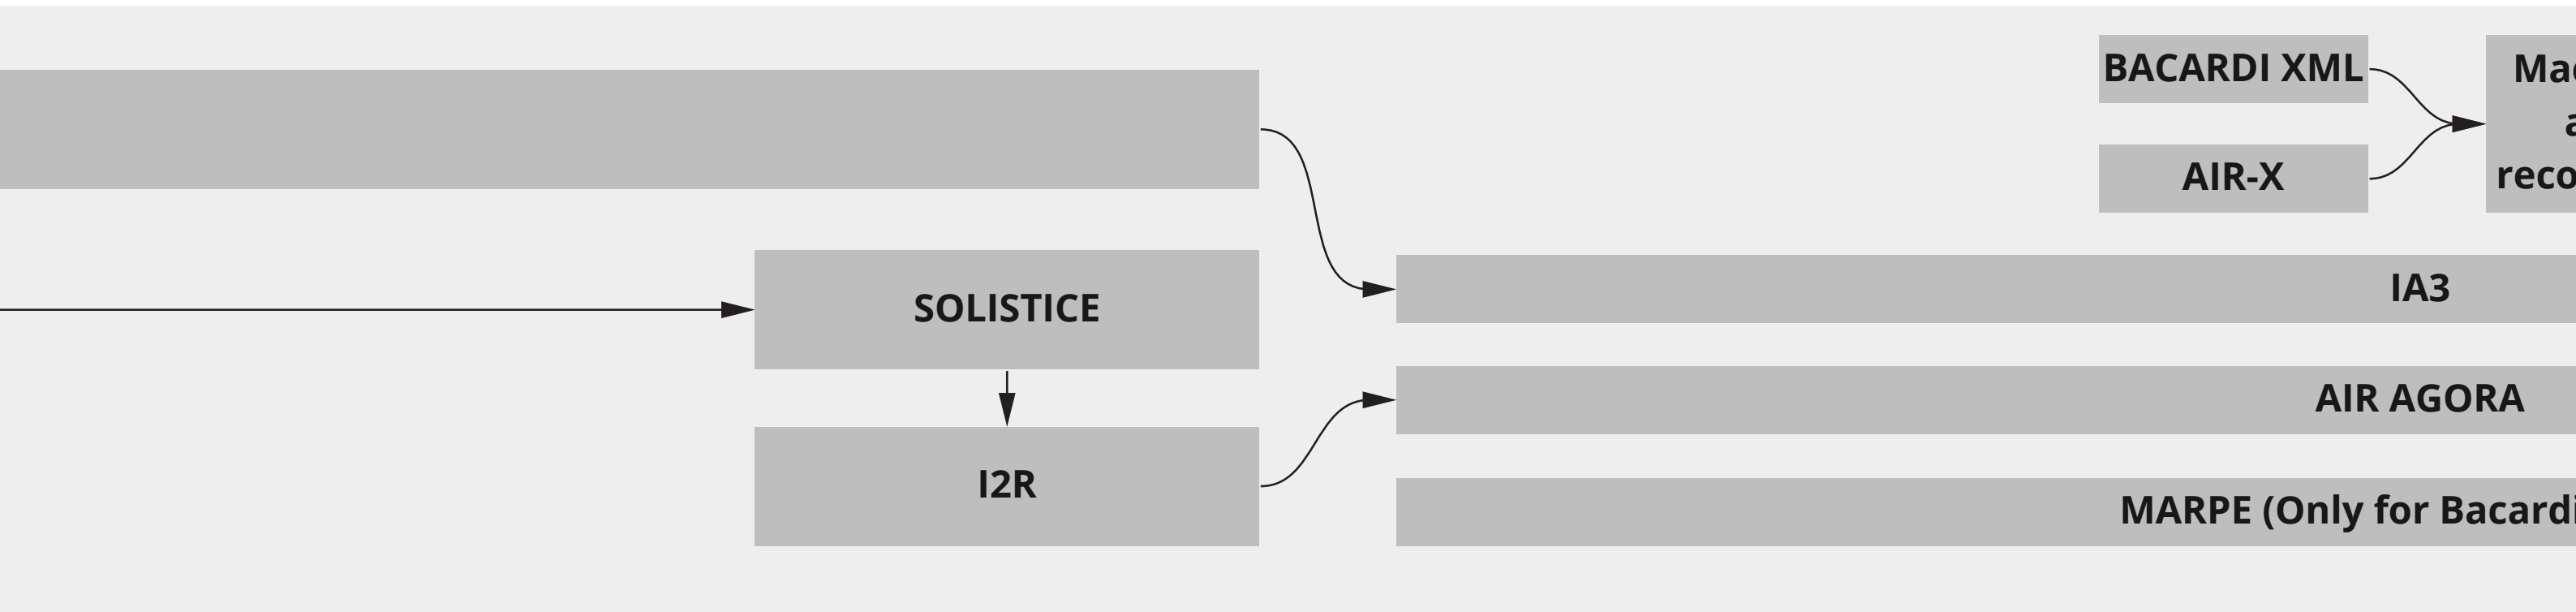 BACARDI XML
AIR-X
IA3
SOLISTICE
AIR AGORA
I2R
MARPE (Only for Bacardi